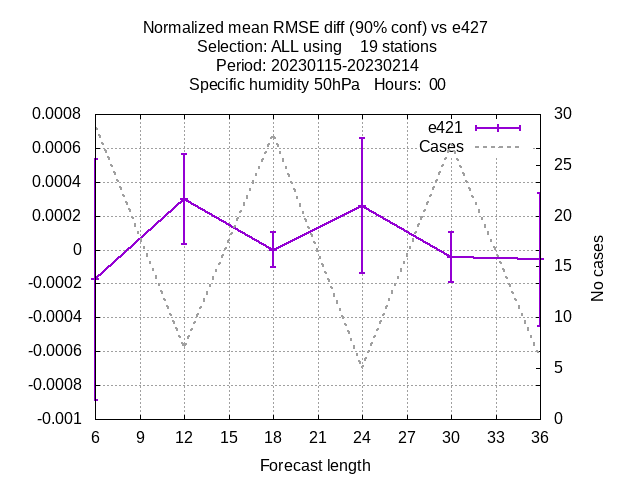 Normalized mean RMSE diff (90% conf) vs e427
Selection: ALL using    19 stations
Period: 20230115-20230214
Specific humidity 50hPa   Hours:  00
0.0008
0.0006
0.0004
0.0002
0
-0.0002
-0.0004
-0.0006
-0.0008
-0.001
e421
Cases
30
25
20
15
10
5
0
No cases
6 9 12 15 18 21 24 27 30 33 36
Forecast length